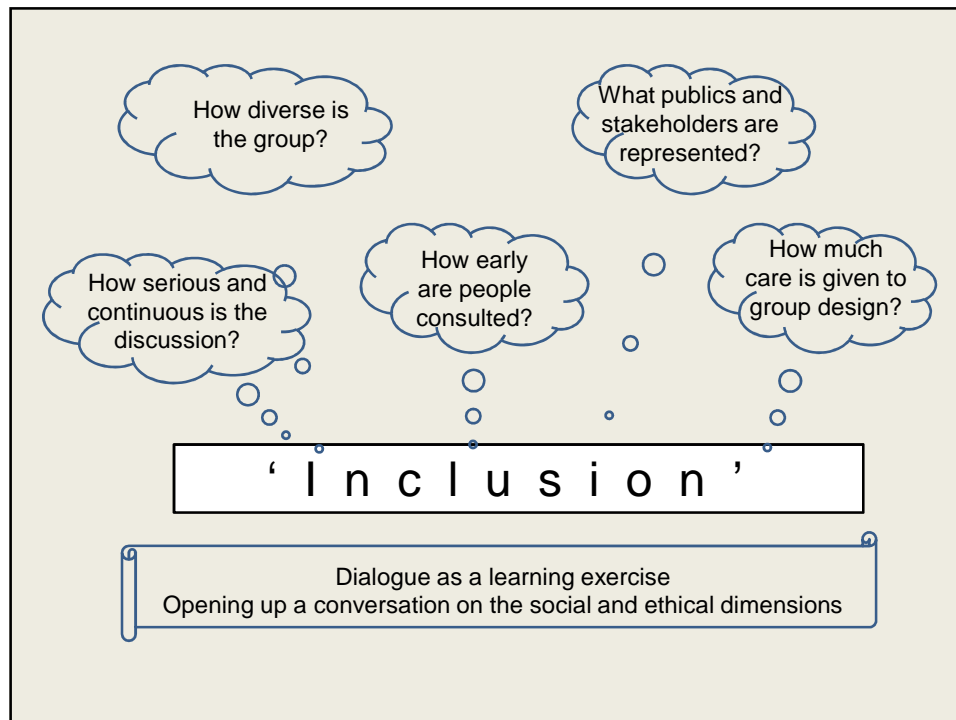 How diverse is
the group?
What publics and
stakeholders are
represented?
How serious and
continuous is the
discussion?
How early
are people
consulted?
How much
care is given to
group design?
‘ I n c l u s i o n ’
Dialogue as a learning exercise
Opening up a conversation on the social and ethical dimensions